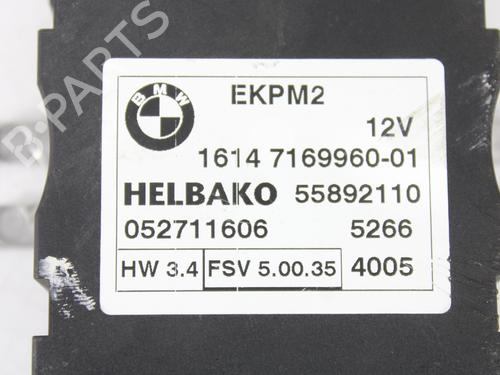 BMW
EKPM2
12V
1614 7169960-01
HELBAKO 55892110
052711606 5266
HW 3.4 FSV 5.00.35 4005
B-PARTS